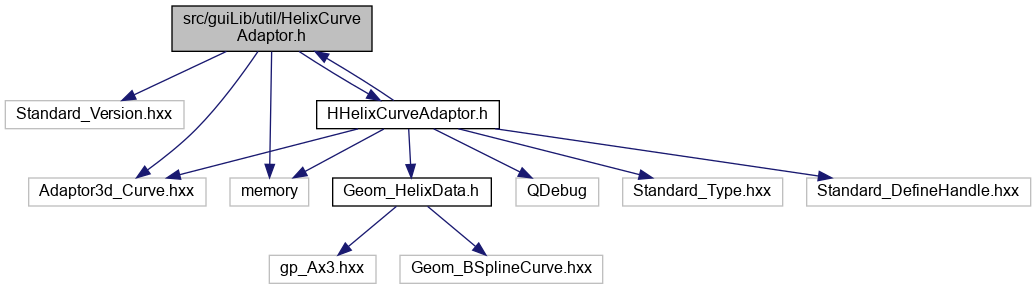 src/guiLib/util/HelixCurve
Adaptor.h
Standard_Version.hxx
HHelixCurveAdaptor.h
Adaptor3d_Curve.hxx
memory
Geom_HelixData.h
QDebug
Standard_Type.hxx
Standard_DefineHandle.hxx
gp_Ax3.hxx
Geom_BSplineCurve.hxx